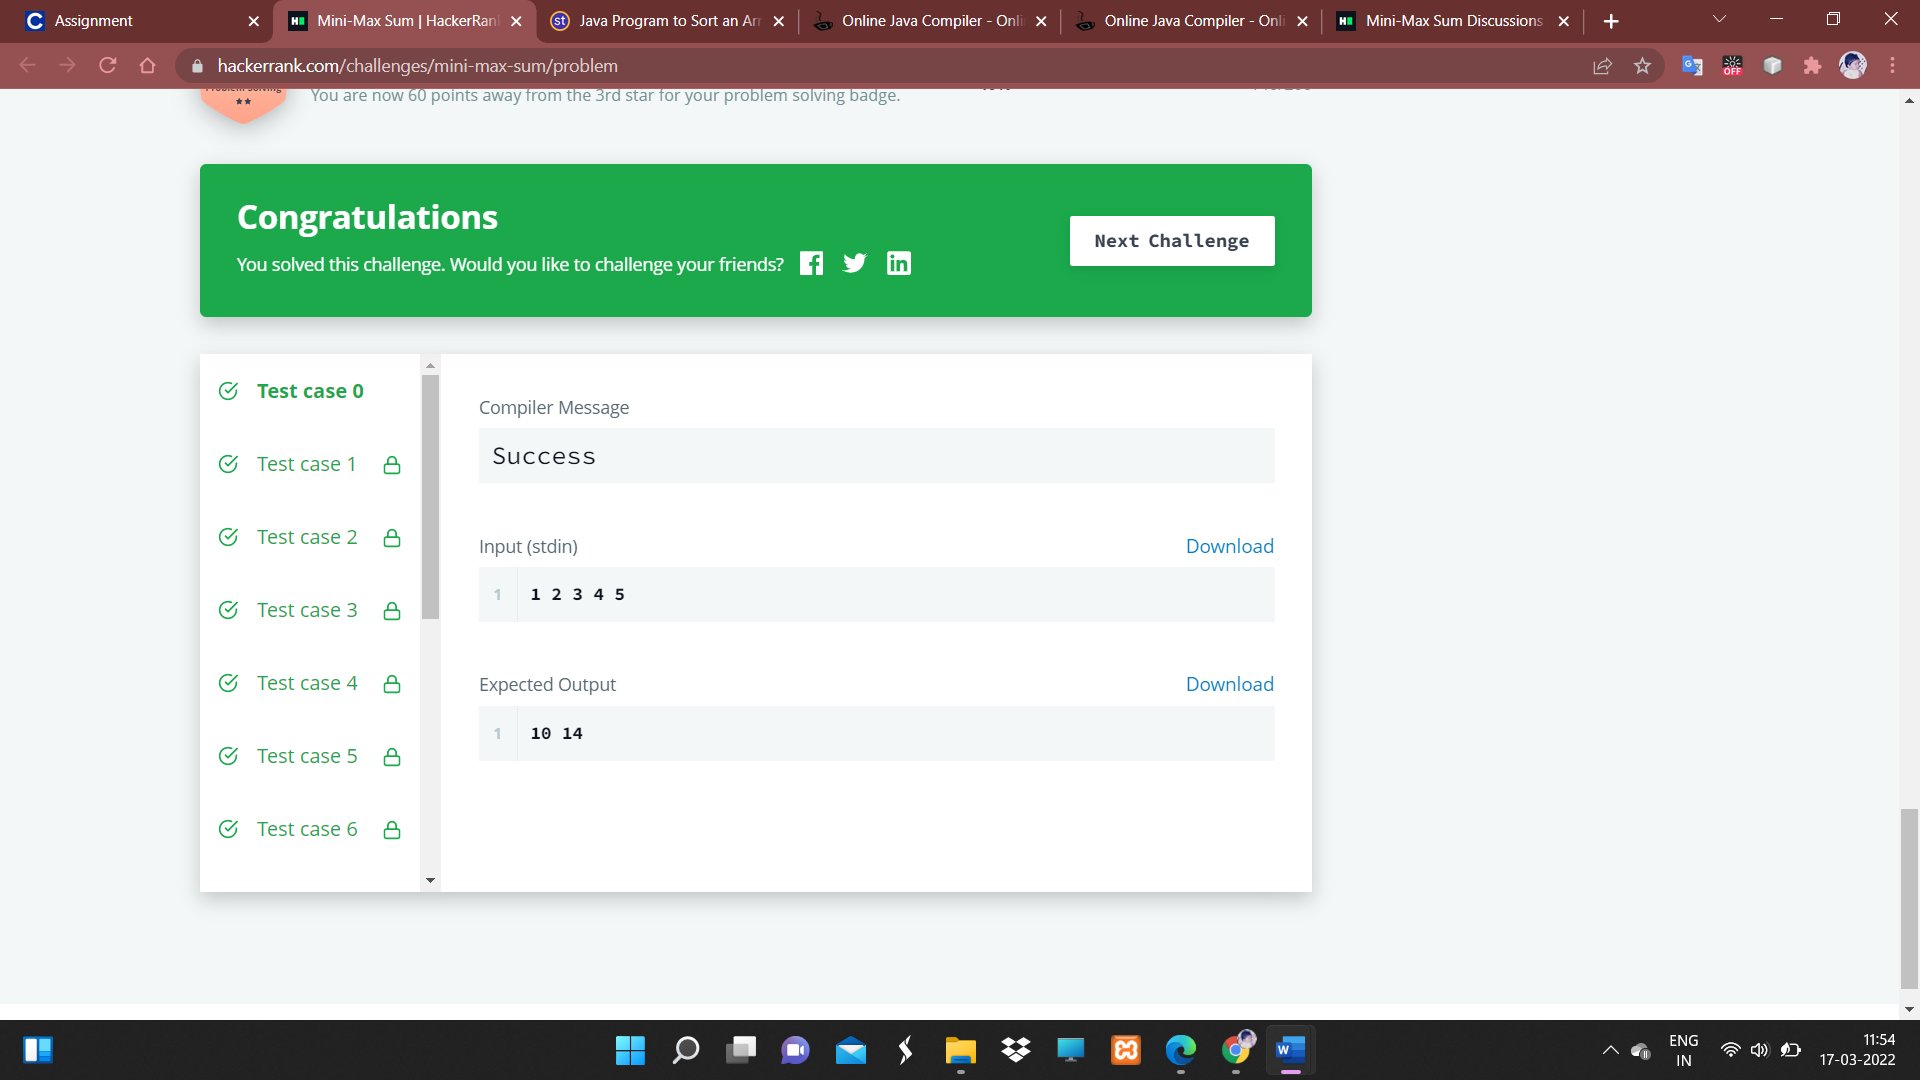 Assignment
Mini-Max Sum | HackerRan
Java Program to Sort an Arr
Online Java Compiler - Onli
Online Java Compiler - Onli
Mini-Max Sum Discussions
hackerrank.com/challenges/mini-max-sum/problem
You are now 60 points away from the 3rd star for your problem solving badge.
Congratulations
You solved this challenge. Would you like to challenge your friends?
Next Challenge
Test case 0
Test case 1
Test case 2
Test case 3
Test case 4
Test case 5
Test case 6
Compiler Message
Success
Input (stdin)
Download
1
1 2 3 4 5
Expected Output
Download
1
10 14
ENG
IN
11:54
17-03-2022